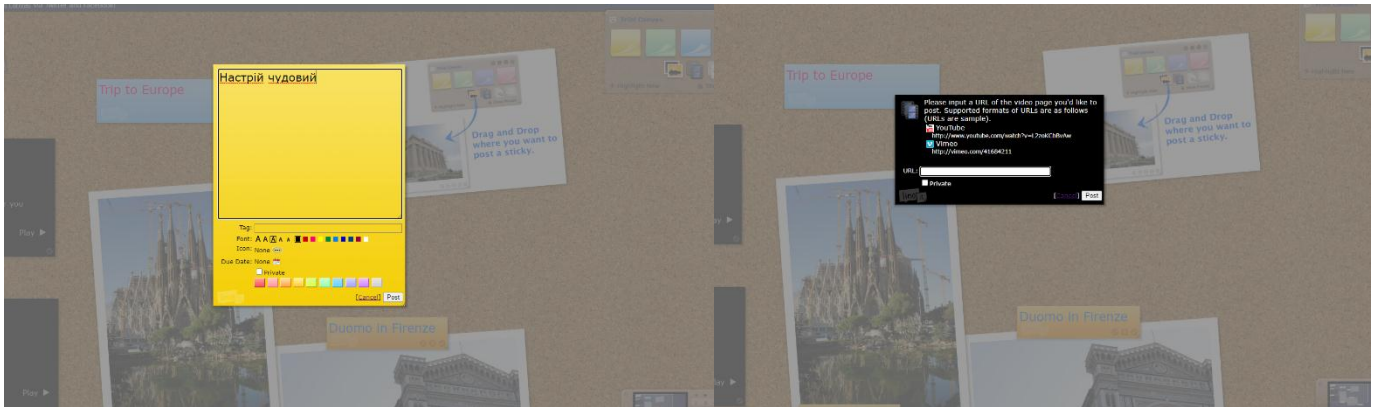 Trip to Europe
Настрій чудовий
Drag and Drop
where you want to
post a sticky.
you
Play
Tag:
Font: A A A A A
Icon: None
Due Date: None
Private
[Cancel] Post
Duomo in Firenze
Play
Trip to Europe
Please input a URL of the video page you'd like to
post. Supported formats of URLs are as follows
(URLs are sample).
YouTube
Vimeo
http://vimeo.com/41684211
URL:
Private
[Cancel] Post
Drag and Drop
where you want to
post a sticky.
Duomo in Firenze